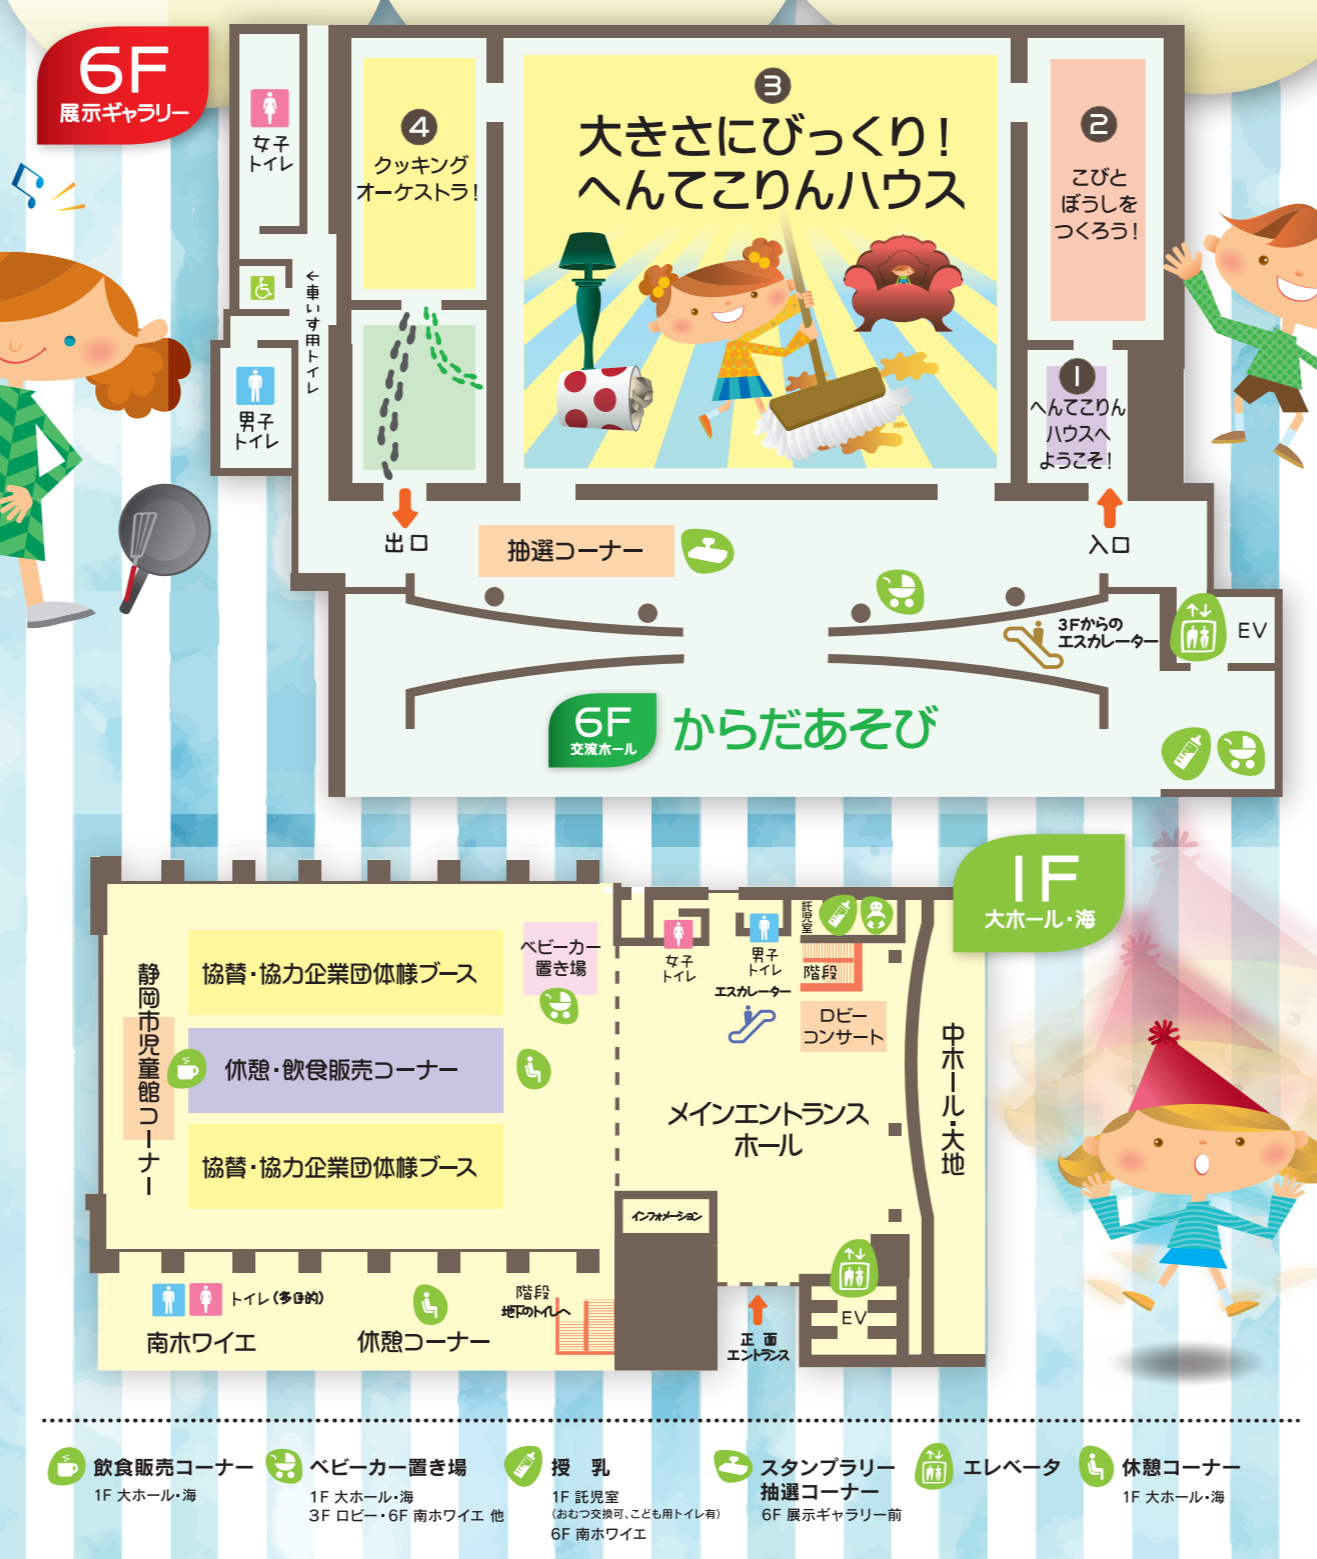 6F
展示ギャラリー
女子
トイレ
←車いす用トイレ
男子
トイレ
4
クッキング
オーケストラ!
3
大きさにびっくり!
へんてこりんハウス
2
こびと
ぼうしを
つくろう!
1
へんてこりん
ハウスへ
ようこそ!
出口
抽選コーナー
入口
3Fからの
エスカレーター
EV
6F
交流ホール
からだあそび
1F
大ホール・海
静岡市児童館コーナー
協賛・協力企業団体様ブース
休憩・飲食販売コーナー
協賛・協力企業団体様ブース
ベビーカー
置き場
女子
トイレ
男子
トイレ
託児室
階段
エスカレーター
ロビー
コンサート
メインエントランス
ホール
中ホール・大地
インフォメーション
トイレ(多目的)
南ホワイエ
休憩コーナー
階段
地下のトイレへ
正面
エントランス
EV
飲食販売コーナー
1F 大ホール・海
ベビーカー置き場
1F 大ホール・海
3F ロビー・6F 南ホワイエ 他
授 乳
1F 託児室
(おむつ交換可、こども用トイレ有)
6F 南ホワイエ
スタンプラリー
抽選コーナー
6F 展示ギャラリー前
エレベータ
休憩コーナー
1F 大ホール・海